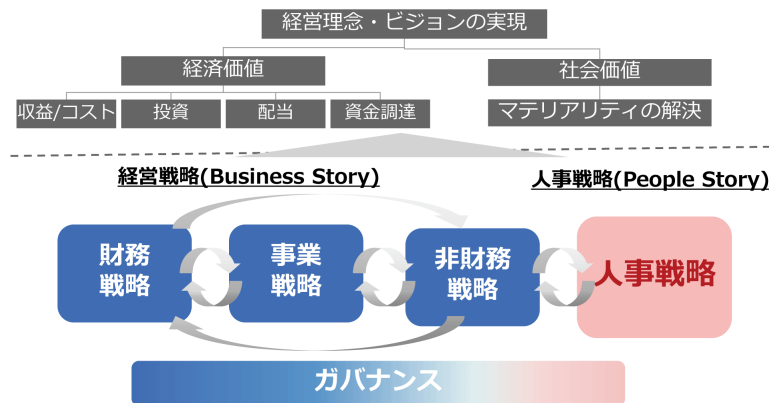 経営理念・ビジョンの実現
経済価値
社会価値
収益/コスト
投資
配当
資金調達
マテリアリティの解決
経営戦略(Business Story)
人事戦略(People Story)
財務
戦略
事業
戦略
非財務
戦略
人事戦略
ガバナンス